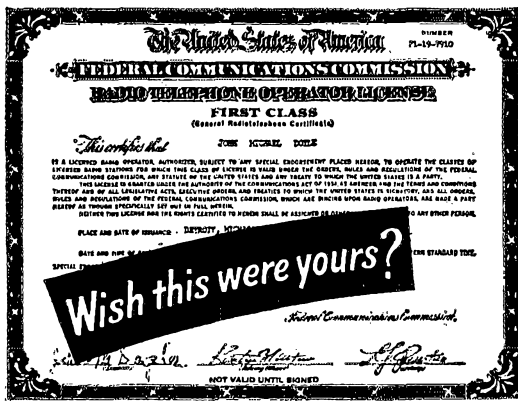 The United States of America
NUMBER
P1-19-7910
FEDERAL COMMUNICATIONS COMMISSION
RADIO TELEPHONE OPERATOR LICENSE
FIRST CLASS
(General Radiotelephone Certificate)
This certifies that JOHN MICHAEL DOYLE
IS A LICENSED RADIO OPERATOR, AUTHORIZED, SUBJECT TO ANY SPECIAL ENDORSEMENT PLACED HEREON, TO OPERATE THE CLASSES OF
LICENSED RADIO STATIONS FOR WHICH THIS CLASS OF LICENSE IS VALID UNDER THE ORDERS, RULES AND REGULATIONS OF THE FEDERAL
COMMUNICATIONS COMMISSION, ANY STATUTE OF THE UNITED STATES AND ANY TREATY TO WHICH THE UNITED STATES IS A PARTY.
THIS LICENSE IS GRANTED UNDER THE AUTHORITY OF THE COMMUNICATIONS ACT OF 1934, AS AMENDED AND THE TERMS AND CONDITIONS
THEREOF AND OF ALL LEGISLATIVE ACTS, EXECUTIVE ORDERS, AND TREATIES TO WHICH THE UNITED STATES IS SIGNATORY, AND ALL ORDERS,
RULES AND REGULATIONS OF THE FEDERAL COMMUNICATIONS COMMISSION, WHICH ARE BINDING UPON RADIO OPERATORS, ARE MADE A PART
HEREOF AS THOUGH SPECIFICALLY SET OUT IN FULL HEREIN.
NEITHER THIS LICENSE NOR THE RIGHTS CERTIFIED TO HEREIN SHALL BE ASSIGNED OR TO ANY OTHER PERSON.
PLACE AND DATE OF ISSUANCE - DETROIT,
DATE AND STANDARD TIME,
SPECIAL
Wish this were yours?
Federal Communications Commission.
NOT VALID UNTIL SIGNED